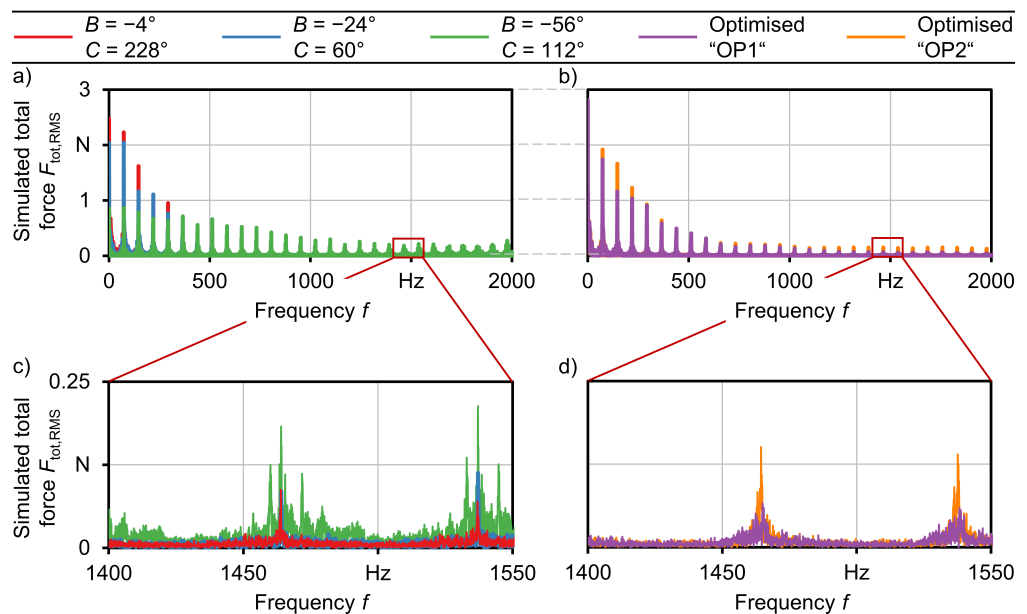 B = −4° B = −24° B = −56° Optimised Optimised
C = 228° C = 60° C = 112° “OP1“ “OP2“
a) b)
Simulated total
force Ftot,RMS
3
N
1
0
0 500 1000 Hz 2000
Frequency f
0 500 1000 Hz 2000
Frequency f
c) d)
Simulated total
force Ftot,RMS
0.25
N
0
1400 1450 Hz 1550
Frequency f
1400 1450 Hz 1550
Frequency f